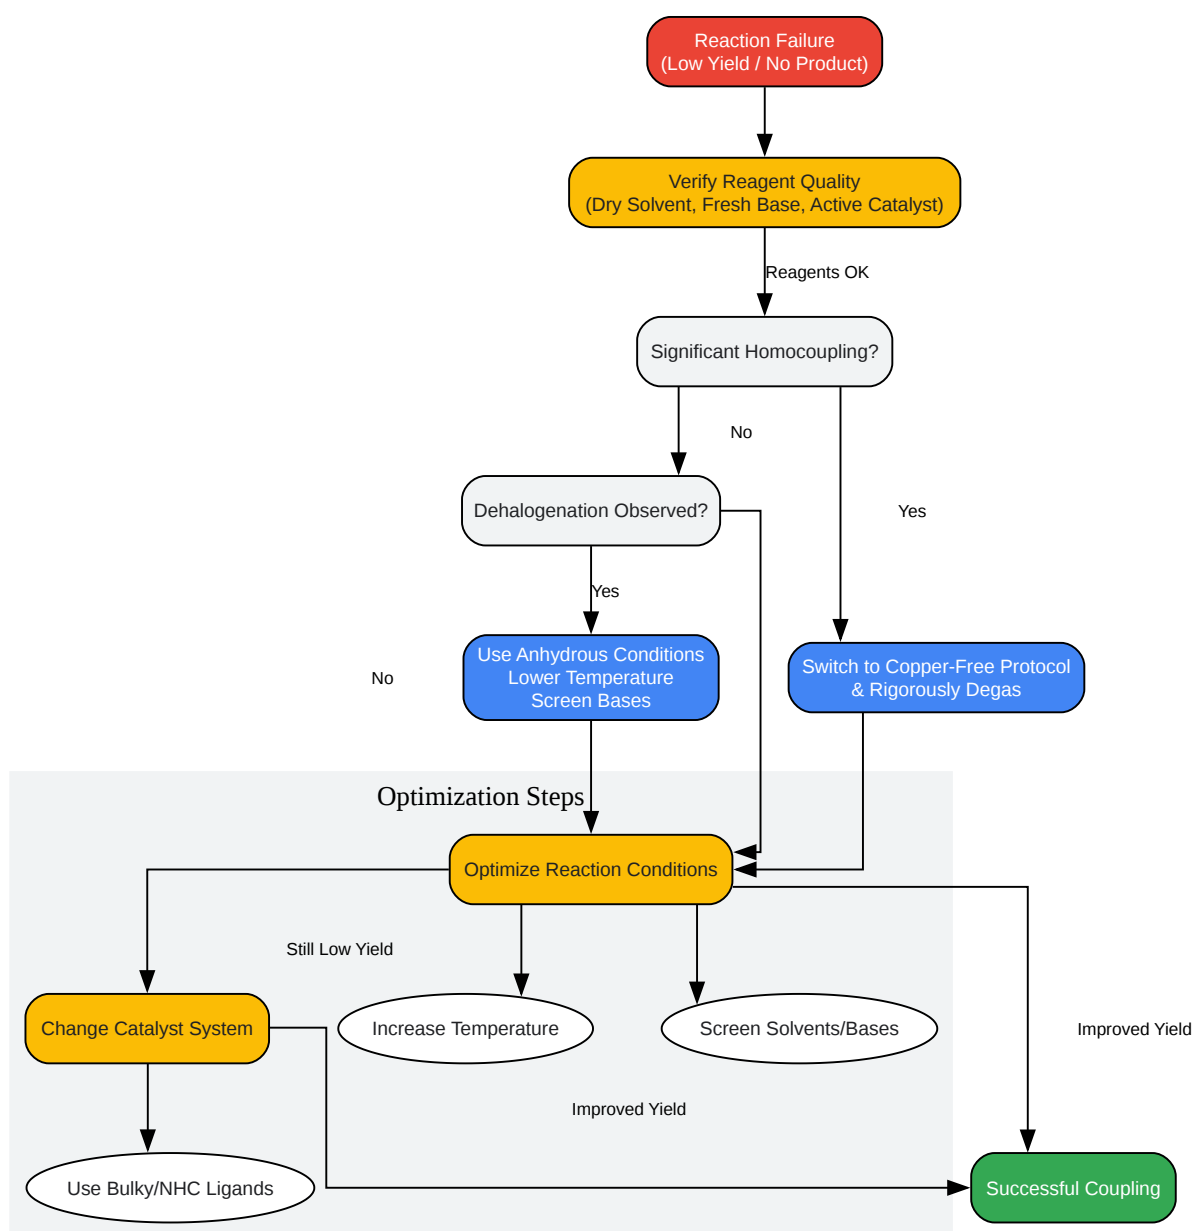 Reaction Failure
(Low Yield / No Product)
Verify Reagent Quality
(Dry Solvent, Fresh Base, Active Catalyst)
Reagents OK
Significant Homocoupling?
No
Dehalogenation Observed?
Yes
Yes
Use Anhydrous Conditions
Lower Temperature
Screen Bases
Switch to Copper-Free Protocol
& Rigorously Degas
No
Optimization Steps
Optimize Reaction Conditions
Still Low Yield
Change Catalyst System
Increase Temperature
Screen Solvents/Bases
Improved Yield
Improved Yield
Use Bulky/NHC Ligands
Successful Coupling